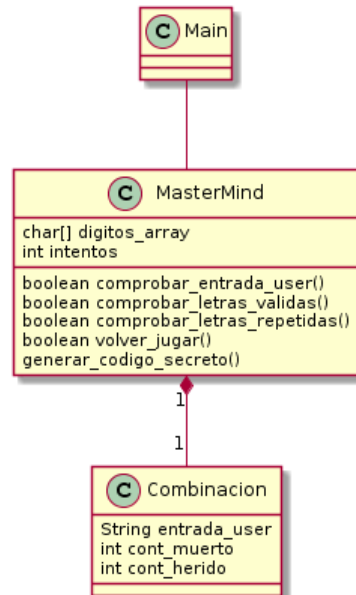 C Main
C MasterMind
char[] digitos_array
int intentos
boolean comprobar_entrada_user()
boolean comprobar_letras_validas()
boolean comprobar_letras_repetidas()
boolean volver_jugar()
generar_codigo_secreto()
1
1
C Combinacion
String entrada_user
int cont_muerto
int cont_herido